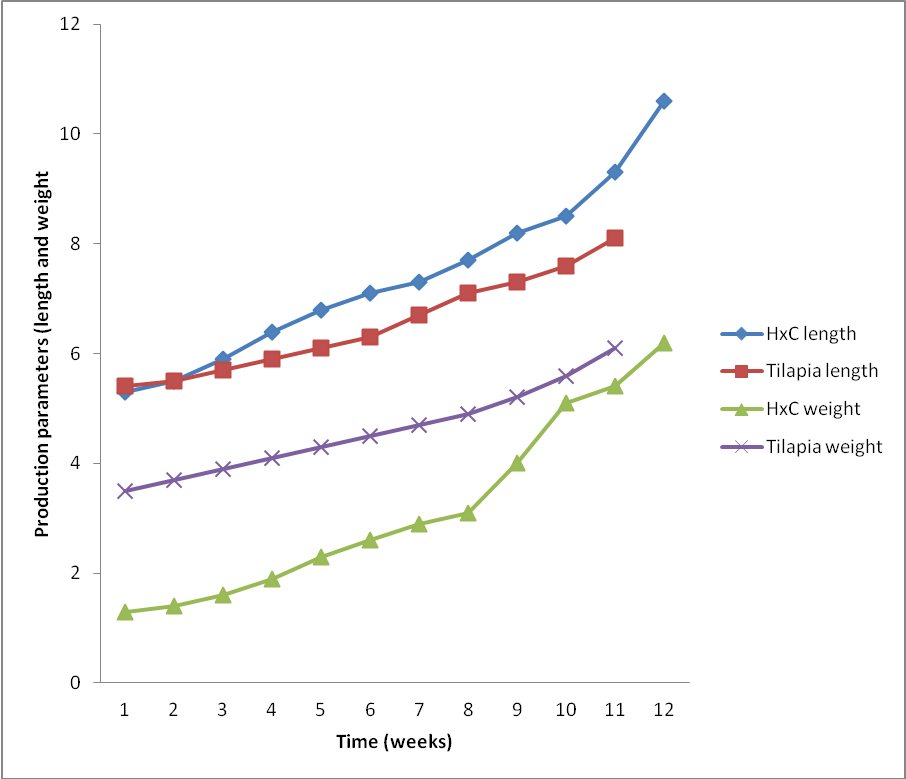 12
10
8
6
4
2
0
Production parameters (length and weight
1 2 3 4 5 6 7 8 9 10 11 12
Time (weeks)
HxC length
Tilapia length
HxC weight
Tilapia weight